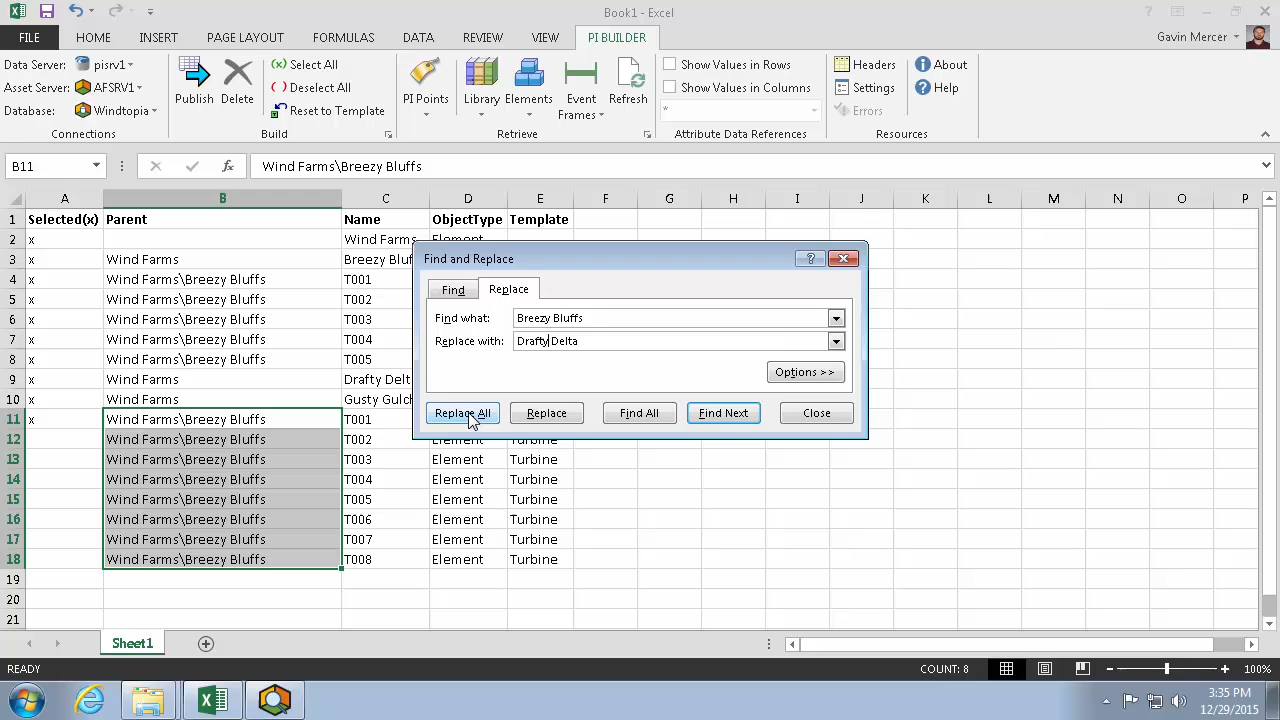 Book1 - Excel
FILE HOME INSERT PAGE LAYOUT FORMULAS DATA REVIEW VIEW PI BUILDER Gavin Mercer
Data Server: pisrv1
Asset Server: AFSRV1
Database: Windtopia
Connections
Publish Delete
(x) Select All
( ) Deselect All
Reset to Template
Build
PI Points Library Elements Event Frames Refresh
Retrieve
Show Values in Rows
Show Values in Columns
*
Attribute Data References
Headers
Settings
Errors
About
Help
Resources
B11 fx Wind Farms\Breezy Bluffs
A B C D E F G H I J K L M N O P
1 Selected(x) Parent Name ObjectType Template
2 x Wind Farms Element
3 x Wind Farms Breezy Bluf
4 x Wind Farms\Breezy Bluffs T001
5 x Wind Farms\Breezy Bluffs T002
6 x Wind Farms\Breezy Bluffs T003
7 x Wind Farms\Breezy Bluffs T004
8 x Wind Farms\Breezy Bluffs T005
9 x Wind Farms Drafty Delt
10 x Wind Farms Gusty Gulch
11 x Wind Farms\Breezy Bluffs T001
12 Wind Farms\Breezy Bluffs T002 Element Turbine
13 Wind Farms\Breezy Bluffs T003 Element Turbine
14 Wind Farms\Breezy Bluffs T004 Element Turbine
15 Wind Farms\Breezy Bluffs T005 Element Turbine
16 Wind Farms\Breezy Bluffs T006 Element Turbine
17 Wind Farms\Breezy Bluffs T007 Element Turbine
18 Wind Farms\Breezy Bluffs T008 Element Turbine
19
20
21
Find and Replace
Find Replace
Find what: Breezy Bluffs
Replace with: Drafty Delta
Options >>
Replace All Replace Find All Find Next Close
Sheet1
READY COUNT: 8 100%
3:35 PM
12/29/2015